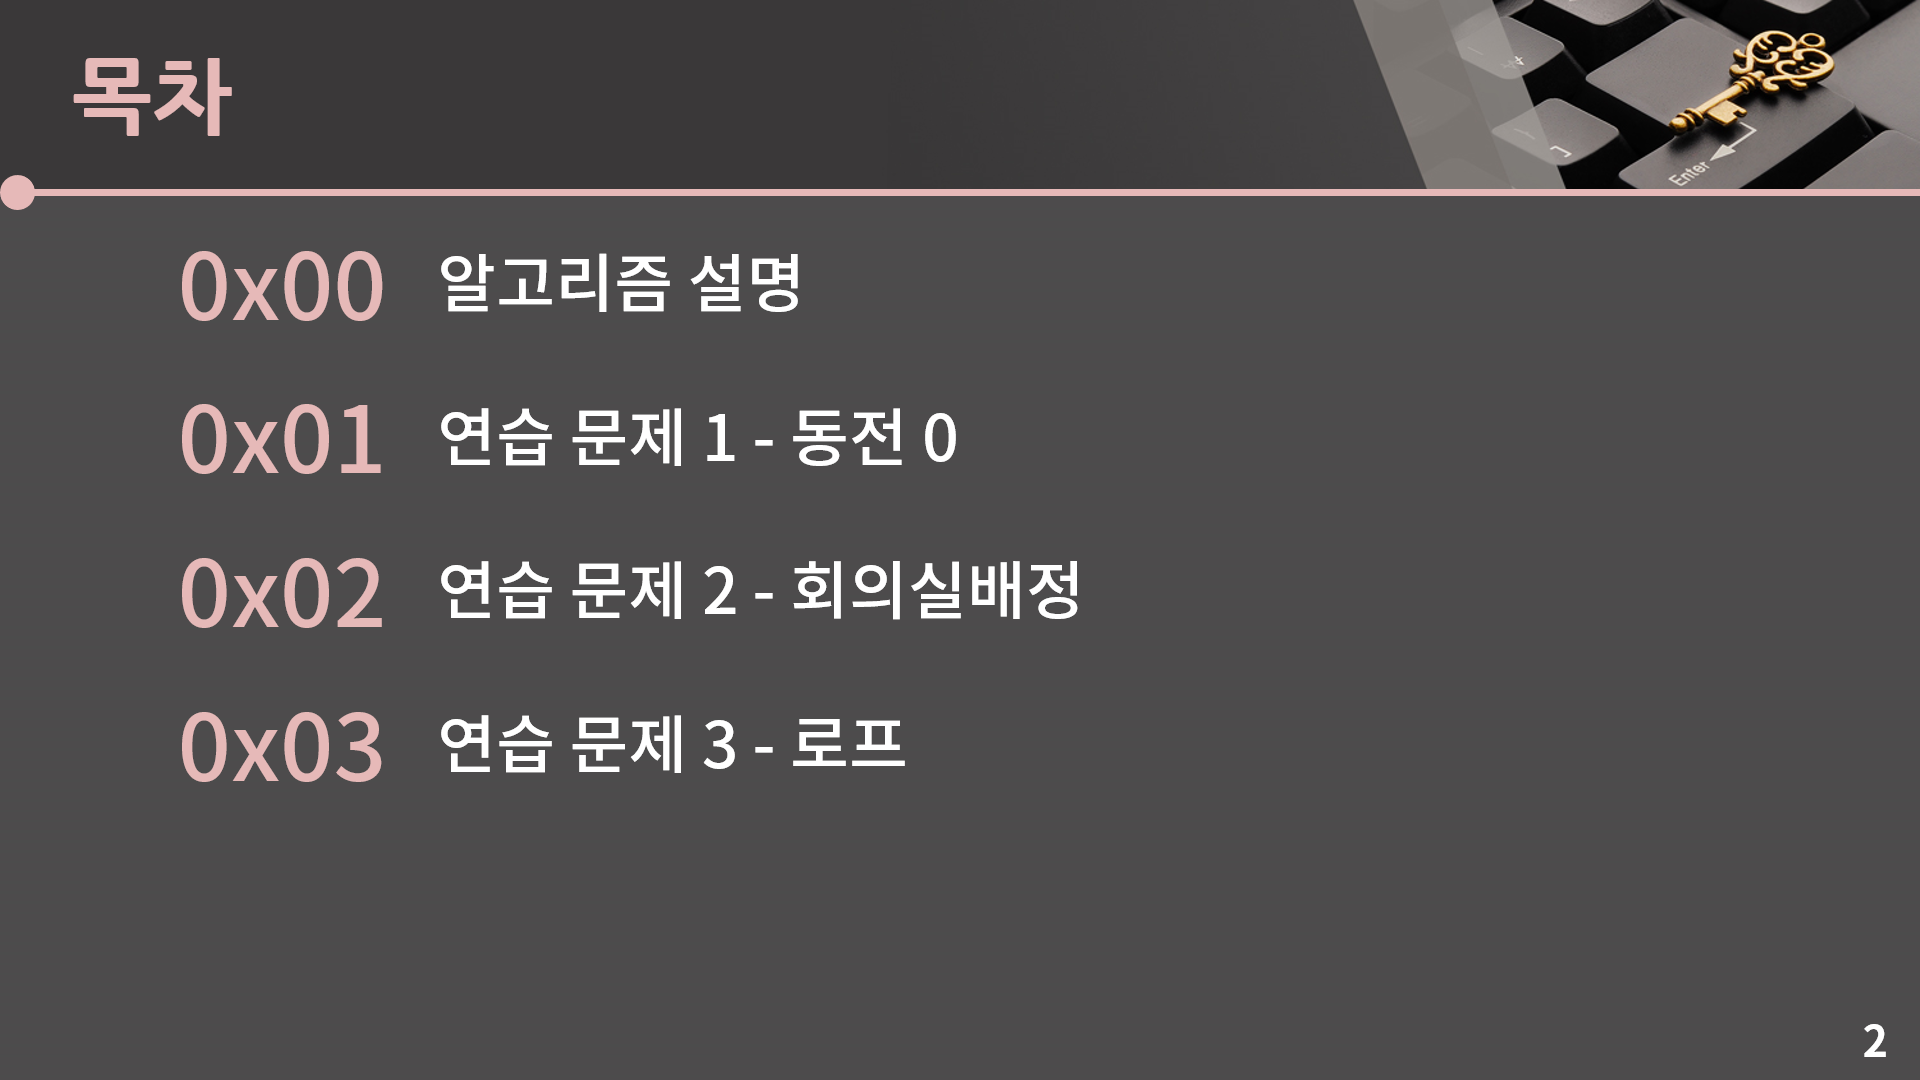 목차
Enter
0x00 알고리즘 설명
0x01 연습 문제 1 - 동전 0
0x02 연습 문제 2 - 회의실배정
0x03 연습 문제 3 - 로프
2